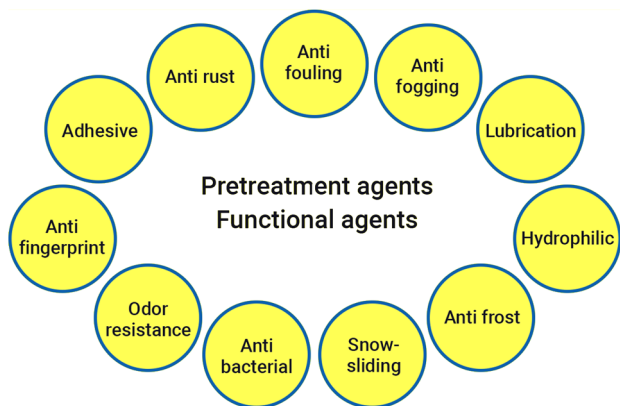 Anti
fouling
Anti
fogging
Lubrication
Hydrophilic
Anti frost
Snow-
sliding
Anti
bacterial
Odor
resistance
Anti
fingerprint
Adhesive
Anti rust
Pretreatment agents
Functional agents